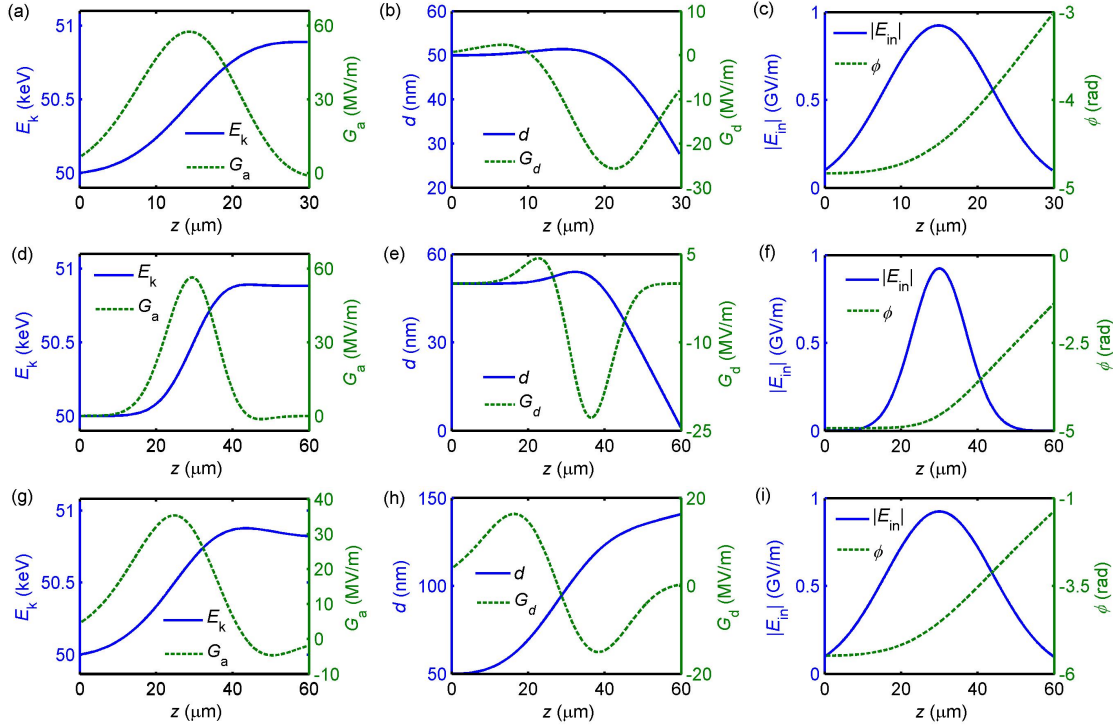 (a)
51
50.5
50
E_k (keV)
60
30
0
G_a (MV/m)
E_k
G_a
0 10 20 30
z (μm)
(b)
60
50
40
30
20
d (nm)
10
0
-10
-20
-30
G_d (MV/m)
d
G_d
0 10 20 30
z (μm)
(c)
1
0.5
0
|E_in| (GV/m)
-3
-4
-5
ϕ (rad)
|E_in|
ϕ
0 10 20 30
z (μm)
(d)
51
50.5
50
E_k (keV)
60
30
0
G_a (MV/m)
E_k
G_a
0 20 40 60
z (μm)
(e)
60
30
0
d (nm)
5
-10
-25
G_d (MV/m)
d
G_d
0 20 40 60
z (μm)
(f)
1
0.5
0
|E_in| (GV/m)
0
-2.5
-5
ϕ (rad)
|E_in|
ϕ
0 20 40 60
z (μm)
(g)
51
50.5
50
E_k (keV)
40
30
20
10
0
-10
G_a (MV/m)
E_k
G_a
0 20 40 60
z (μm)
(h)
150
100
50
d (nm)
20
0
-20
G_d (MV/m)
d
G_d
0 20 40 60
z (μm)
(i)
1
0.5
0
|E_in| (GV/m)
-1
-3.5
-6
ϕ (rad)
|E_in|
ϕ
0 20 40 60
z (μm)